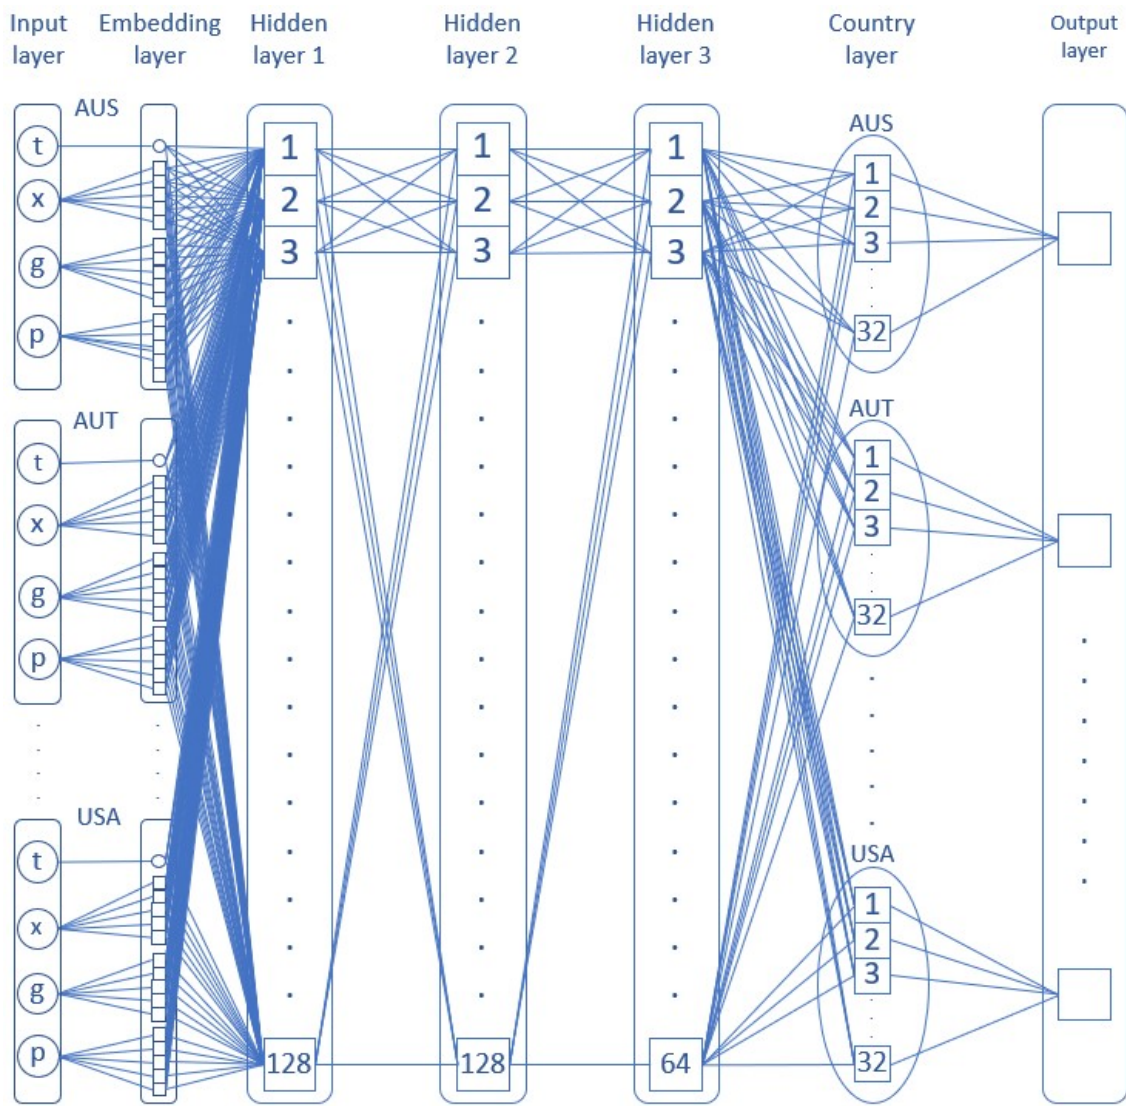 Input
layer
Embedding
layer
Hidden
layer 1
Hidden
layer 2
Hidden
layer 3
Country
layer
Output
layer
AUS
t
x
g
p
AUT
t
x
g
p
USA
t
x
g
p
1
2
3
128
1
2
3
128
1
2
3
64
AUS
1
2
3
32
AUT
1
2
3
32
USA
1
2
3
32